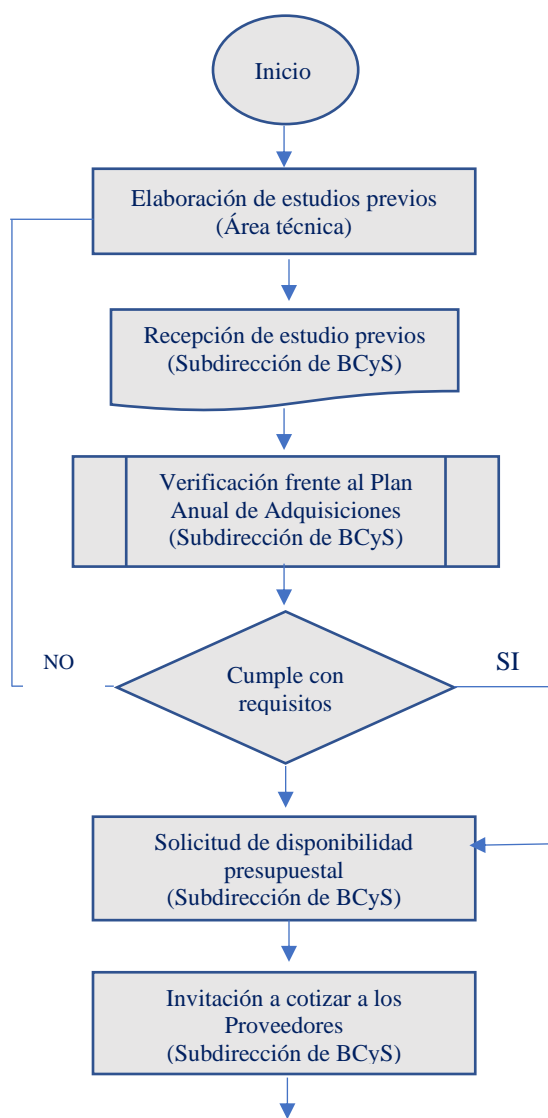 Inicio
Elaboración de estudios previos
(Área técnica)
Recepción de estudio previos
(Subdirección de BCyS)
Verificación frente al Plan
Anual de Adquisiciones
(Subdirección de BCyS)
NO
Cumple con
requisitos
SI
Solicitud de disponibilidad
presupuestal
(Subdirección de BCyS)
Invitación a cotizar a los
Proveedores
(Subdirección de BCyS)